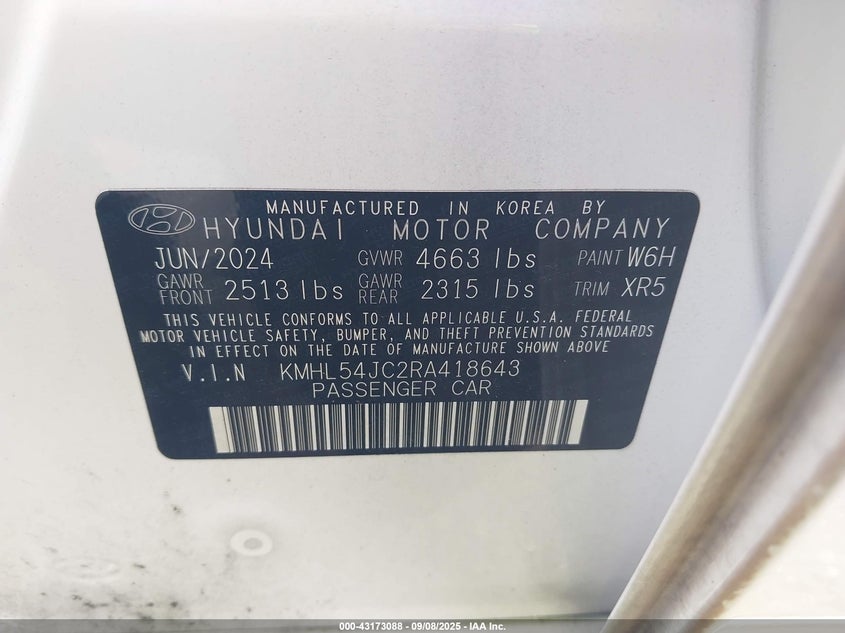 MANUFACTURED IN KOREA BY
HYUNDAI MOTOR COMPANY
JUN/2024 GVWR 4663 lbs PAINT W6H
GAWR FRONT 2513 lbs GAWR REAR 2315 lbs TRIM XR5
THIS VEHICLE CONFORMS TO ALL APPLICABLE U.S.A. FEDERAL
MOTOR VEHICLE SAFETY, BUMPER, AND THEFT PREVENTION STANDARDS
IN EFFECT ON THE DATE OF MANUFACTURE SHOWN ABOVE
V.I.N KMHL54JC2RA418643
PASSENGER CAR
000-43173088 - 09/08/2025 - IAA Inc.